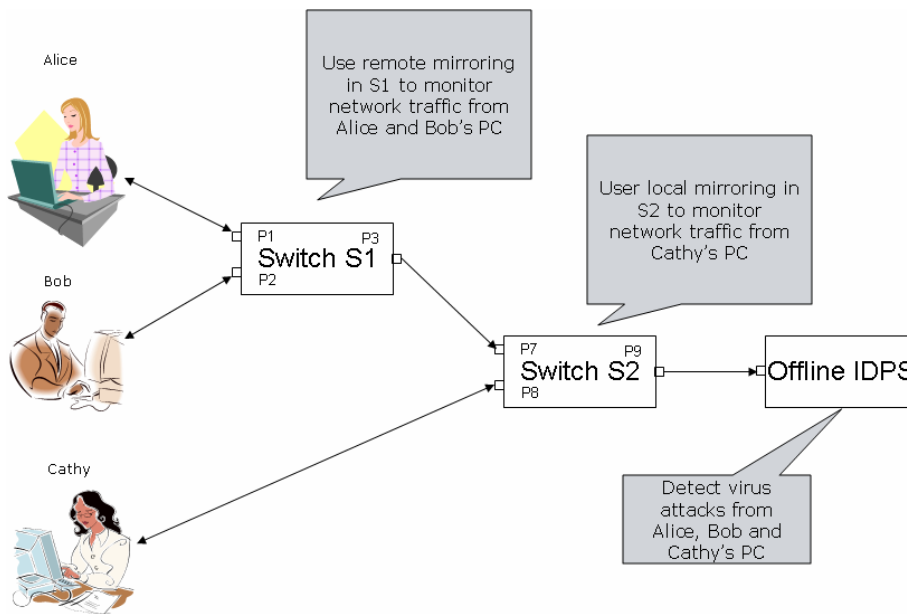 Alice
Use remote mirroring
in S1 to monitor
network traffic from
Alice and Bob's PC
User local mirroring in
S2 to monitor
network traffic from
Cathy's PC
P1
P3
Switch S1
P2
Bob
P7
P9
Switch S2
P8
Offline IDPS
Cathy
Detect virus
attacks from
Alice, Bob and
Cathy's PC